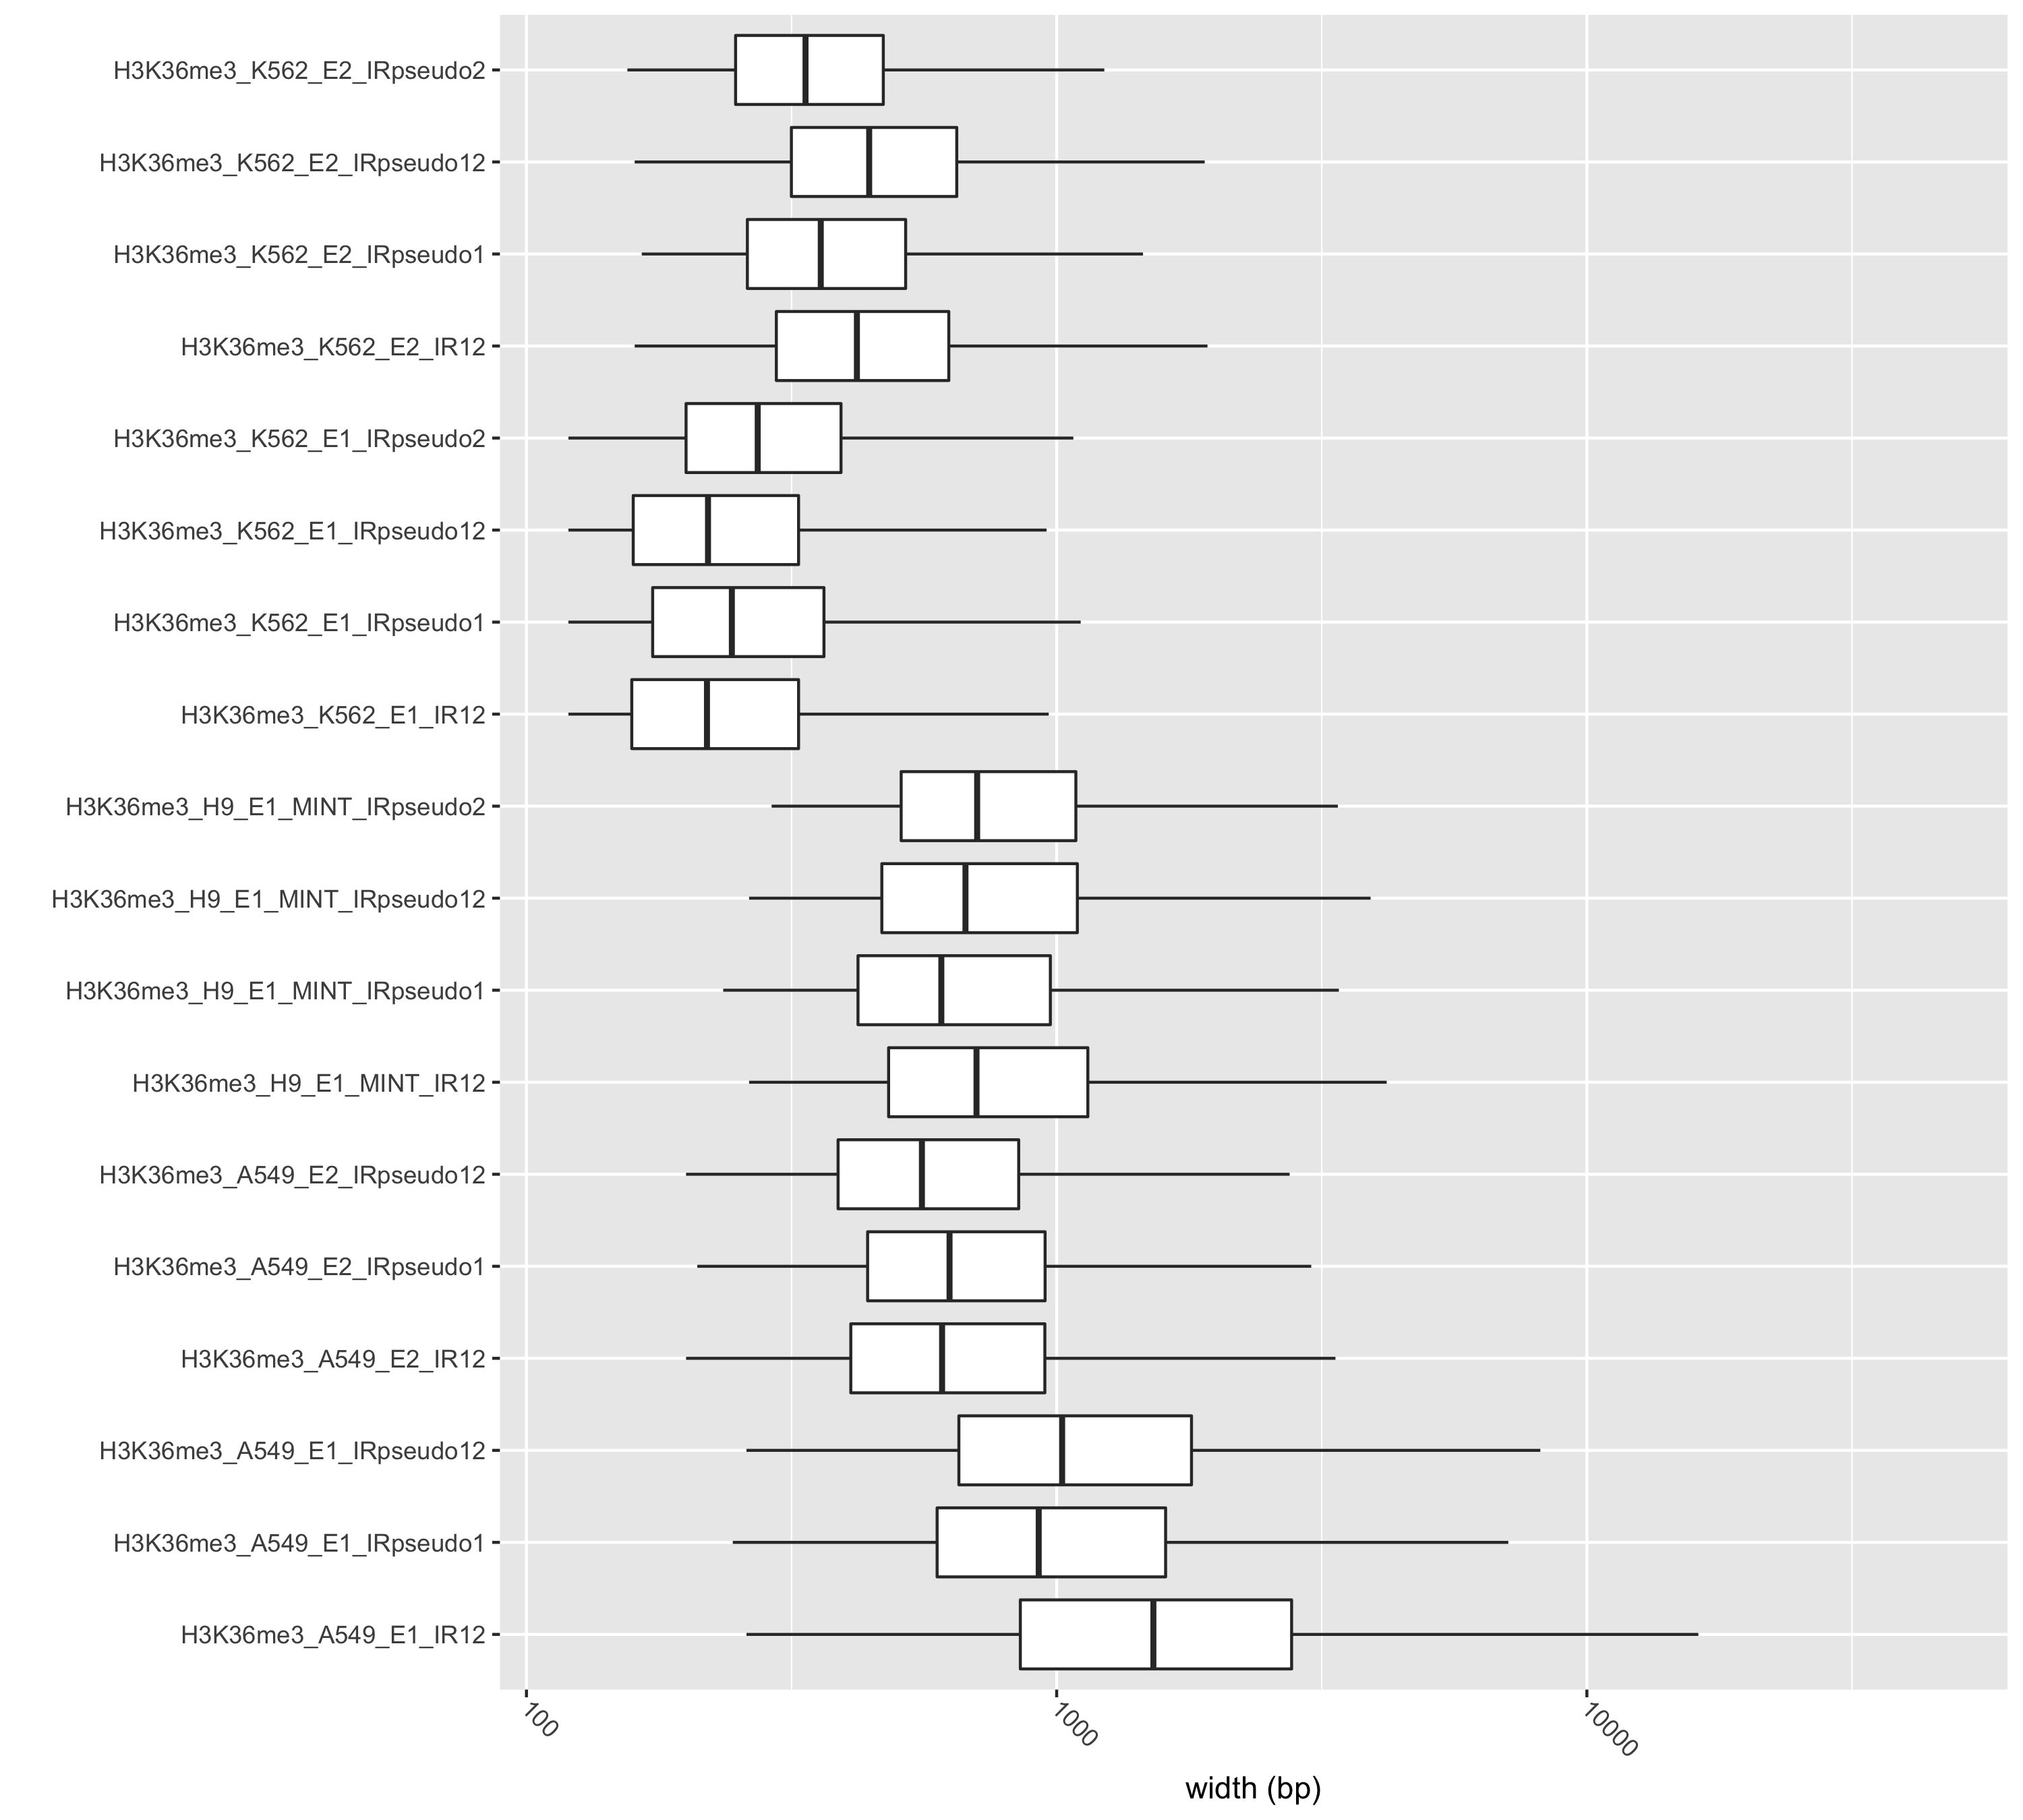 H3K36me3_K562_E2_IRpseudo2
H3K36me3_K562_E2_IRpseudo12
H3K36me3_K562_E2_IRpseudo1
H3K36me3_K562_E2_IR12
H3K36me3_K562_E1_IRpseudo2
H3K36me3_K562_E1_IRpseudo12
H3K36me3_K562_E1_IRpseudo1
H3K36me3_K562_E1_IR12
H3K36me3_H9_E1_MINT_IRpseudo2
H3K36me3_H9_E1_MINT_IRpseudo12
H3K36me3_H9_E1_MINT_IRpseudo1
H3K36me3_H9_E1_MINT_IR12
H3K36me3_A549_E2_IRpseudo12
H3K36me3_A549_E2_IRpseudo1
H3K36me3_A549_E2_IR12
H3K36me3_A549_E1_IRpseudo12
H3K36me3_A549_E1_IRpseudo1
H3K36me3_A549_E1_IR12
100
1000
10000
width (bp)